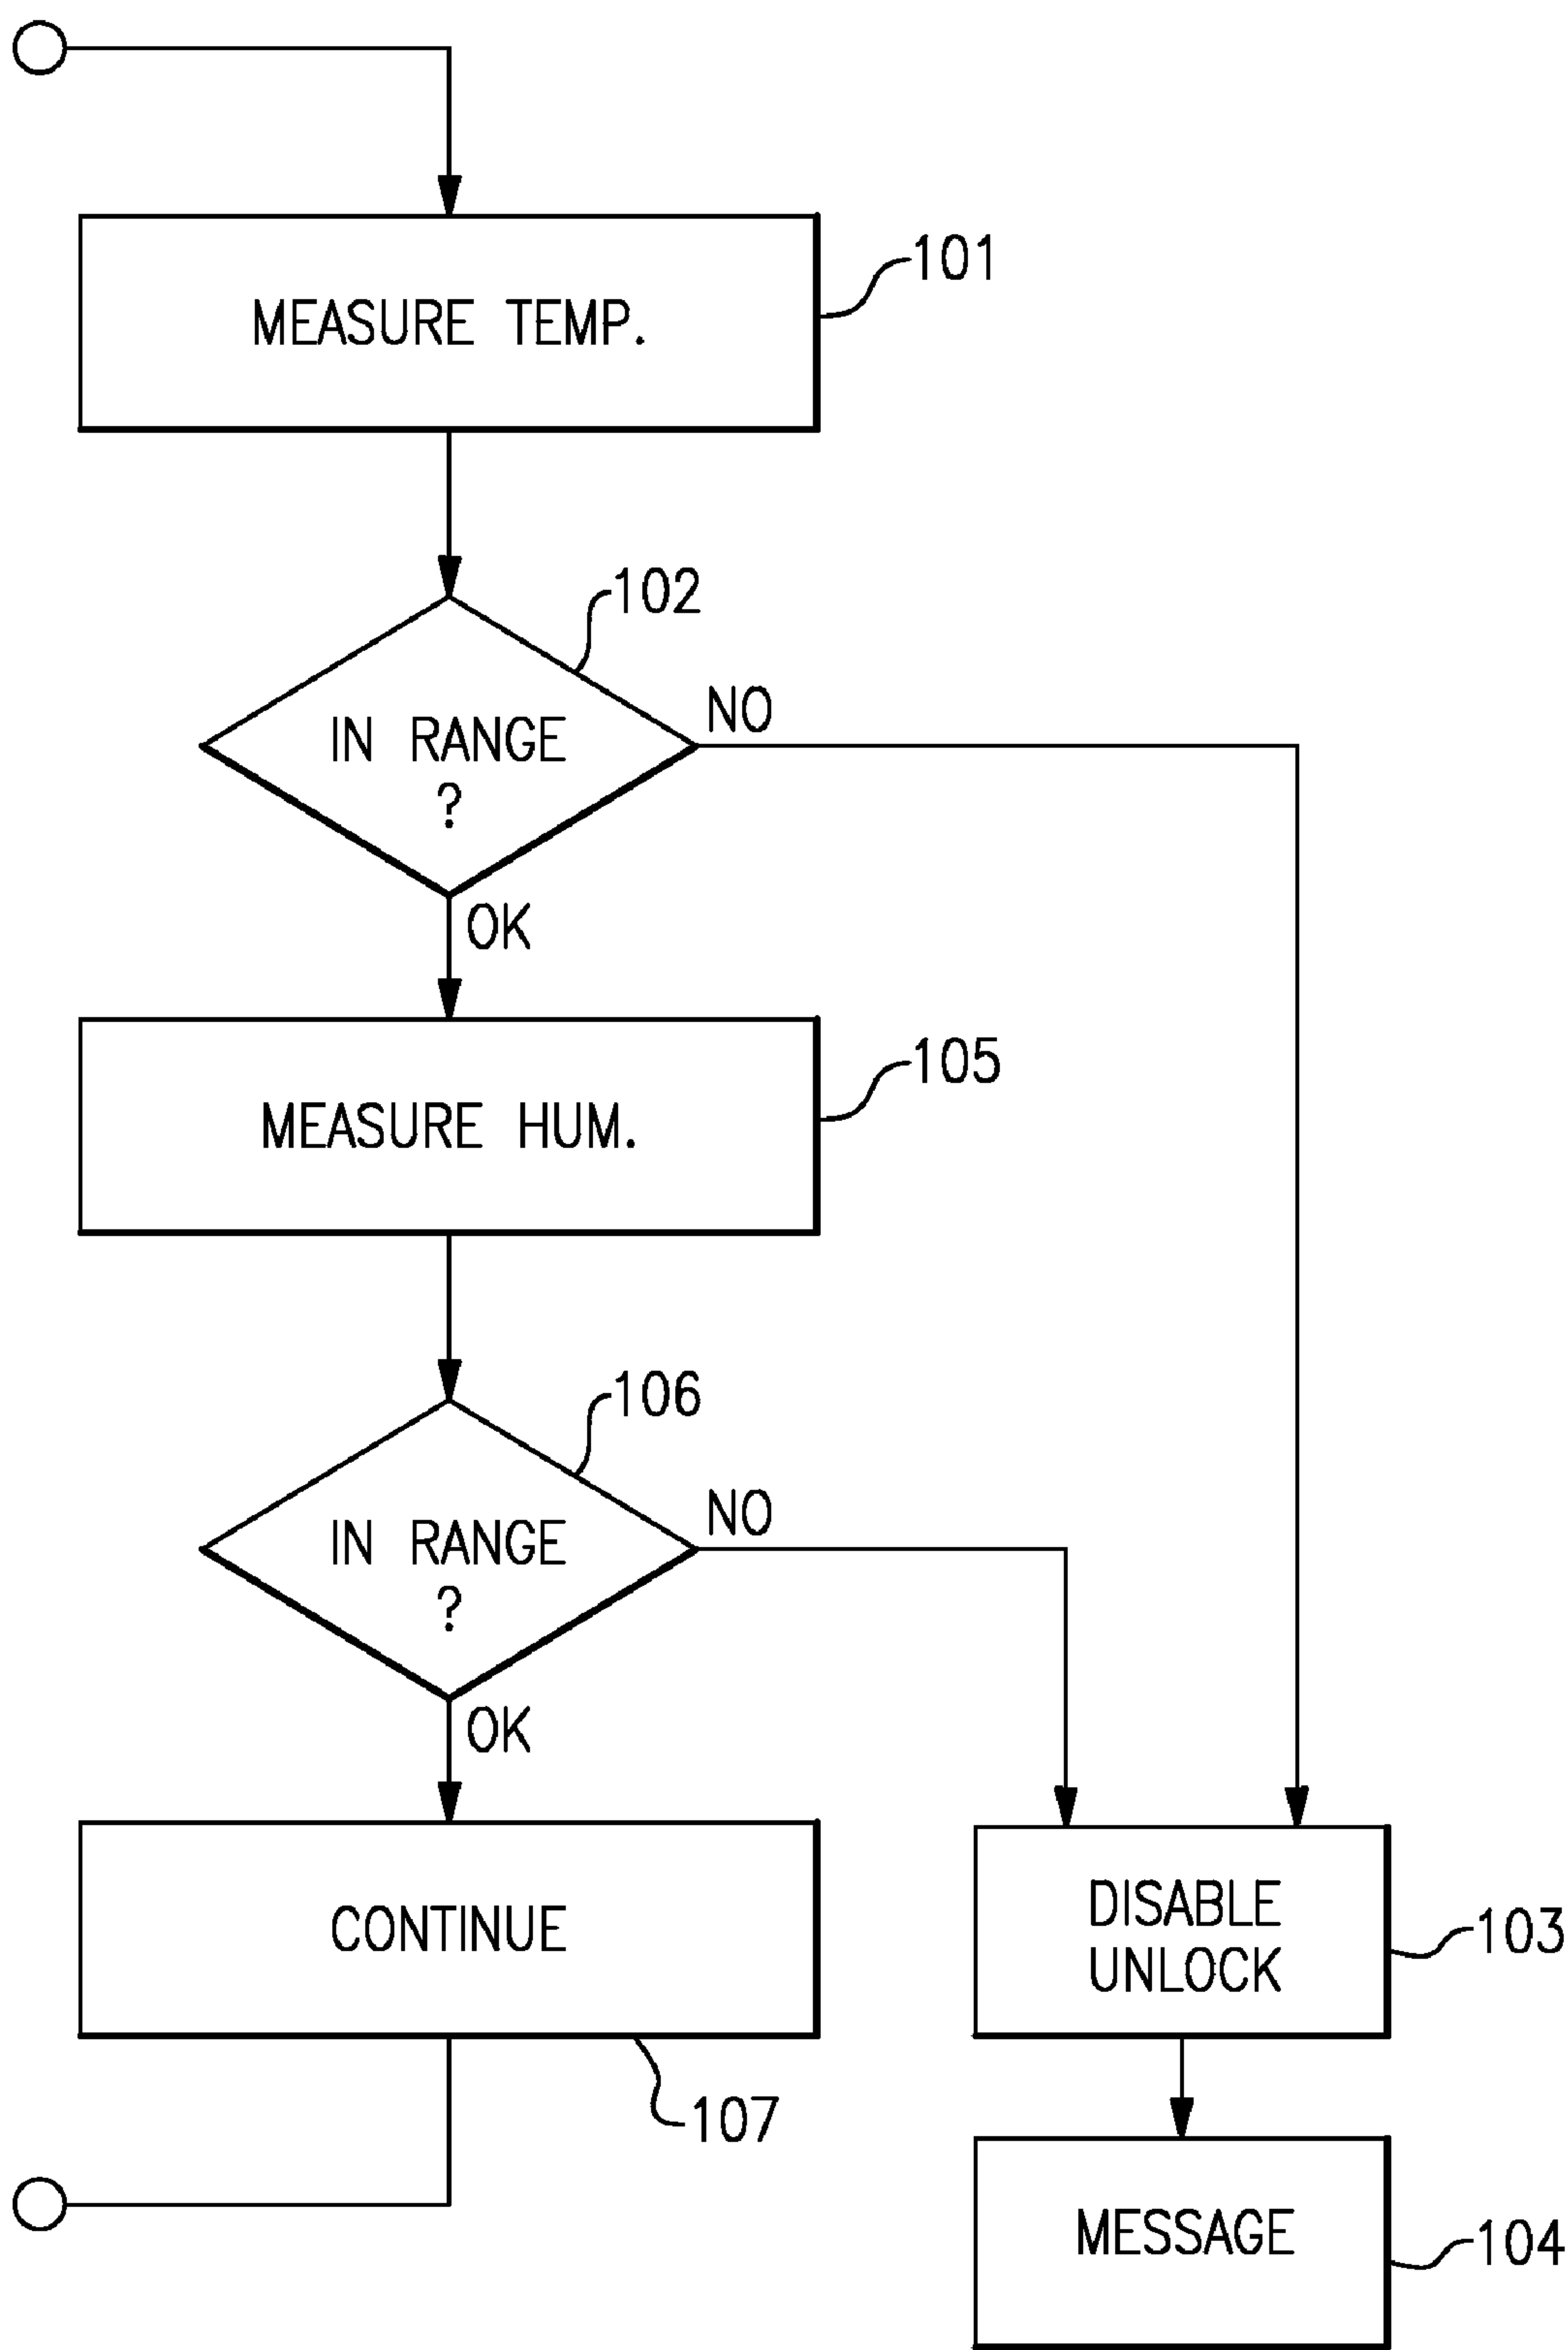 MEASURE TEMP.
101
102
IN RANGE
?
NO
OK
MEASURE HUM.
105
106
IN RANGE
?
NO
OK
CONTINUE
107
DISABLE
UNLOCK
103
MESSAGE
104